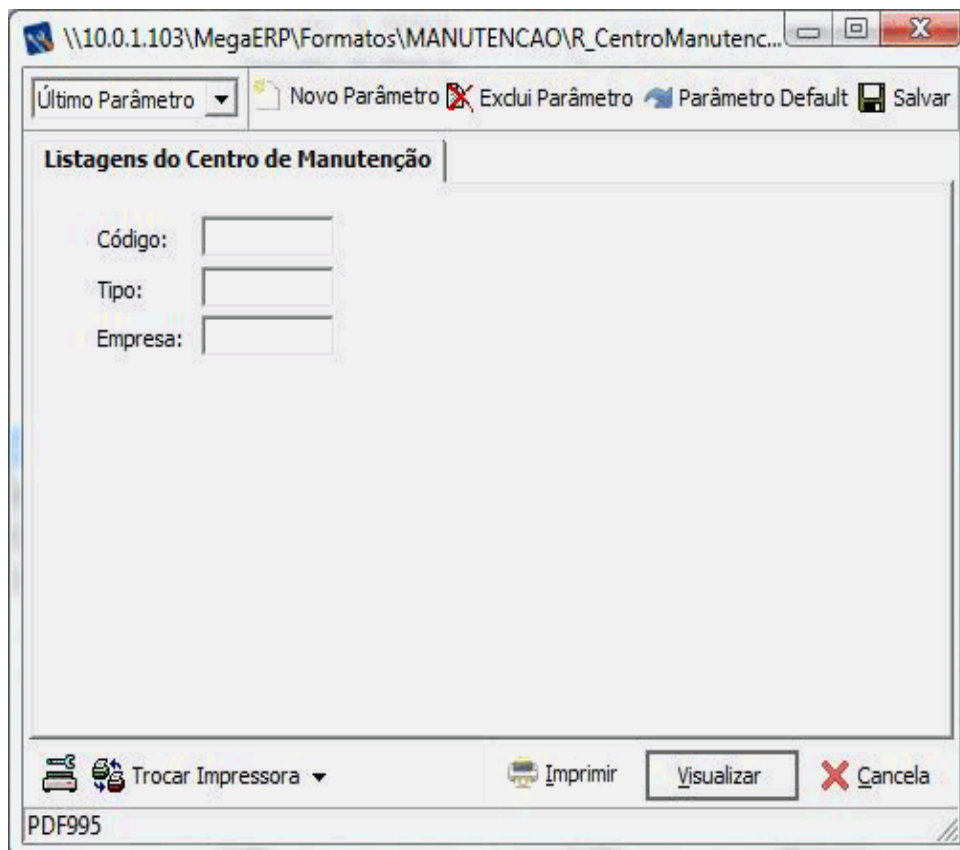 \\10.0.1.103\MegaERP\Formatos\MANUTENCAO\R_CentroManutenc...
Último Parâmetro Novo Parâmetro Exclui Parâmetro Parâmetro Default Salvar
Listagens do Centro de Manutenção
Código:
Tipo:
Empresa:
Trocar Impressora Imprimir Visualizar Cancela
PDF995